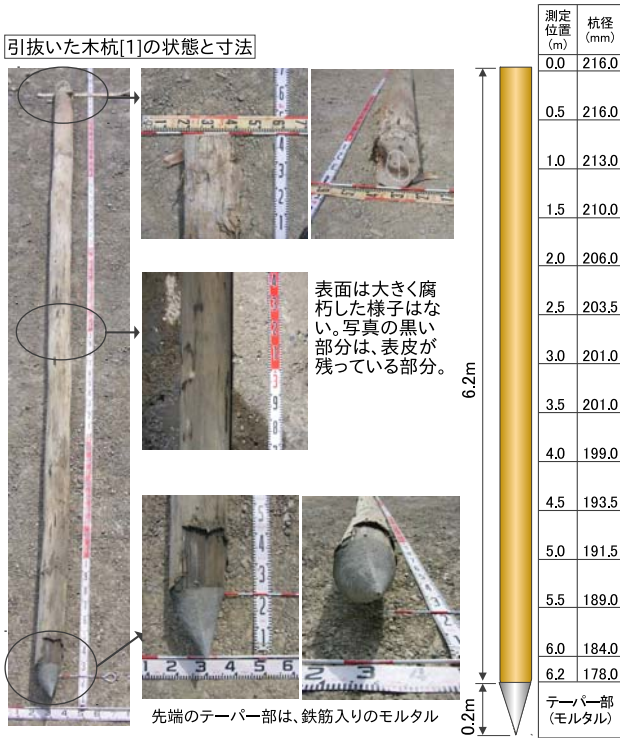 引抜いた木杭[1]の状態と寸法
表面は大きく腐
朽した様子はな
い。写真の黒い
部分は、表皮が
残っている部分。
先端のテーパー部は、鉄筋入りのモルタル
6.2m
0.2m
測定
位置
(m)
杭径
(mm)
0.0 216.0
0.5 216.0
1.0 213.0
1.5 210.0
2.0 206.0
2.5 203.5
3.0 201.0
3.5 201.0
4.0 199.0
4.5 193.5
5.0 191.5
5.5 189.0
6.0 184.0
6.2 178.0
テーパー部
(モルタル)